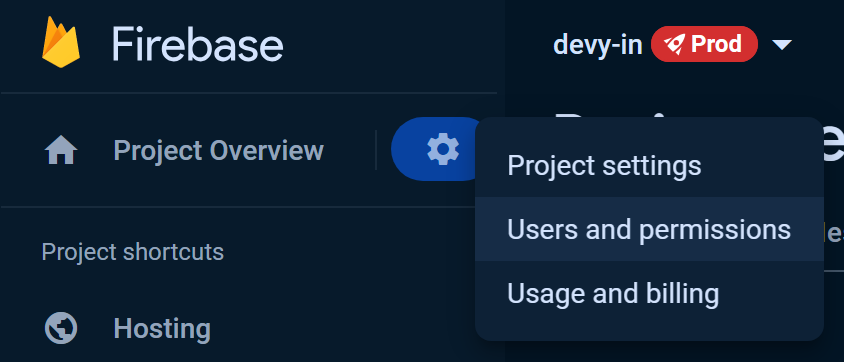 Firebase
devy-in Prod
Project Overview
Project settings
Users and permissions
Usage and billing
Project shortcuts
Hosting